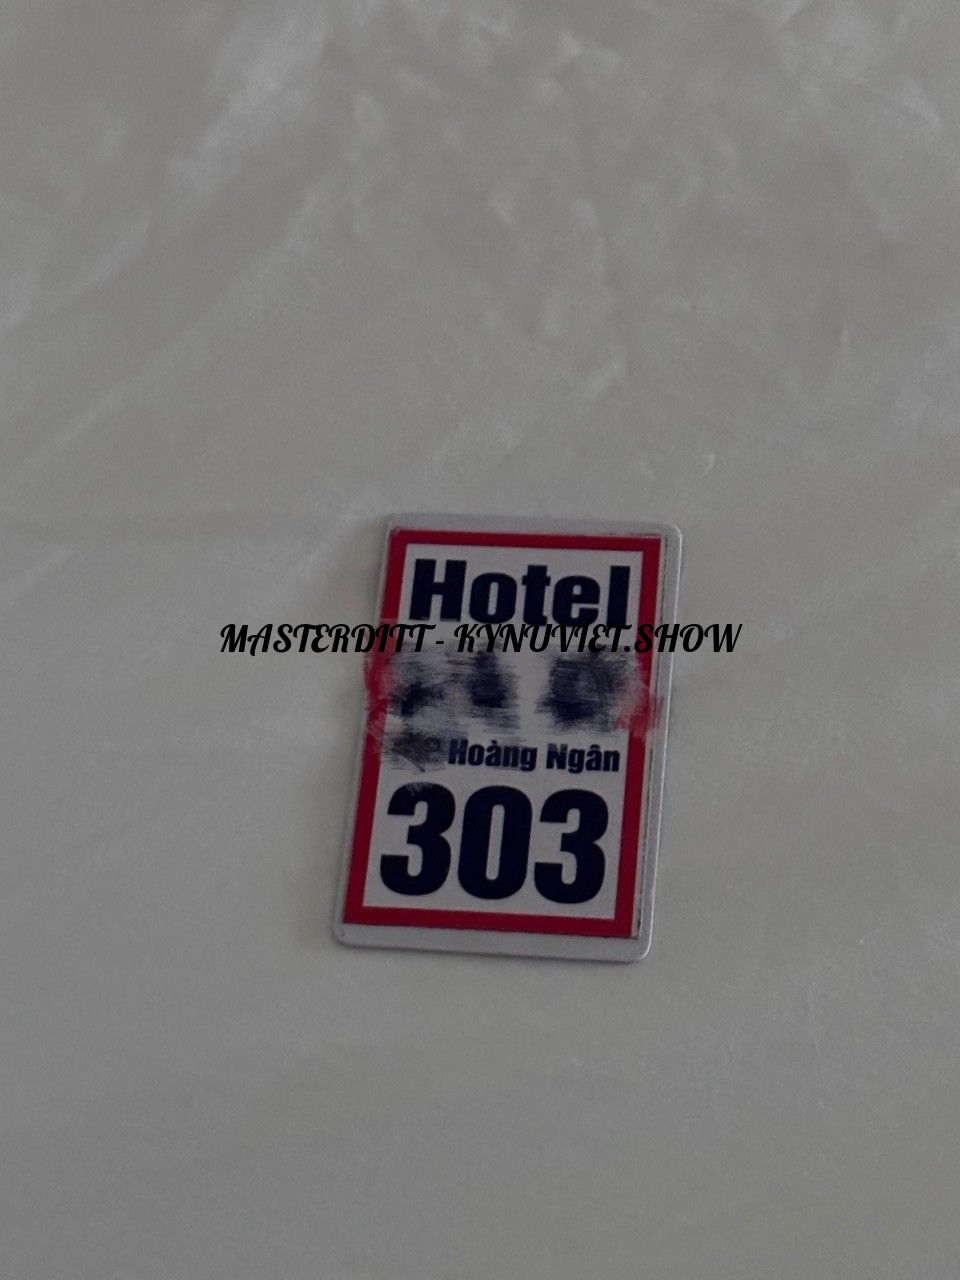 Hotel
MASTERDITT - KYNUVIET.SHOW
Hoàng Ngân
303